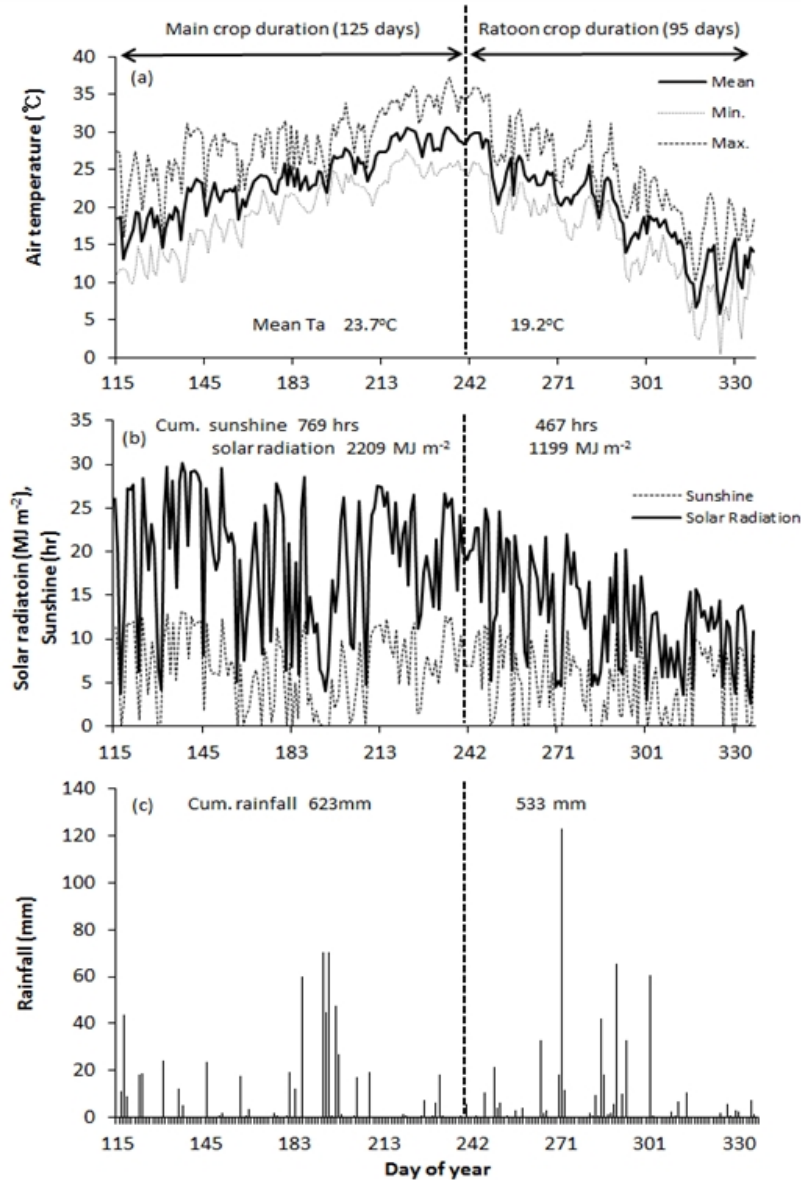 Main crop duration (125 days) Ratoon crop duration (95 days)
(a)
Mean
Min.
Max.
Air temperature (℃)
40
35
30
25
20
15
10
5
0
Mean Ta 23.7ºC 19.2ºC
115 145 183 213 242 271 301 330
(b) Cum. sunshine 769 hrs 467 hrs
solar radiation 2209 MJ m-2 1199 MJ m-2
Sunshine
Solar Radiation
Solar radiatoin (MJ m-2),
Sunshine (hr)
35
30
25
20
15
10
5
0
115 145 183 213 242 271 301 330
(c) Cum. rainfall 623mm 533 mm
Rainfall (mm)
140
120
100
80
60
40
20
0
115 145 183 213 242 271 301 330
Day of year